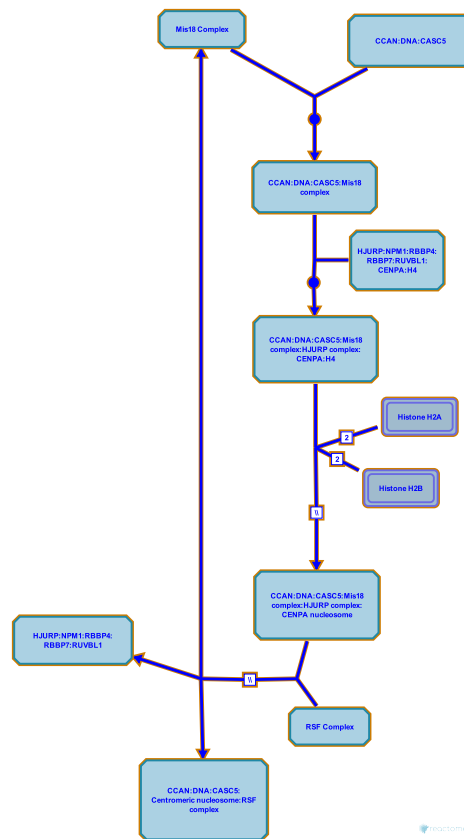 Mis18 Complex
CCAN:DNA:CASC5
CCAN:DNA:CASC5:Mis18
complex
HJURP:NPM1:RBBP4:
RBBP7:RUVBL1:
CENPA:H4
CCAN:DNA:CASC5:Mis18
complex:HJURP complex:
CENPA:H4
Histone H2A
2
2
Histone H2B
\\
CCAN:DNA:CASC5:Mis18
complex:HJURP complex:
CENPA nucleosome
HJURP:NPM1:RBBP4:
RBBP7:RUVBL1
\\
RSF Complex
CCAN:DNA:CASC5:
Centromeric nucleosome:RSF
complex